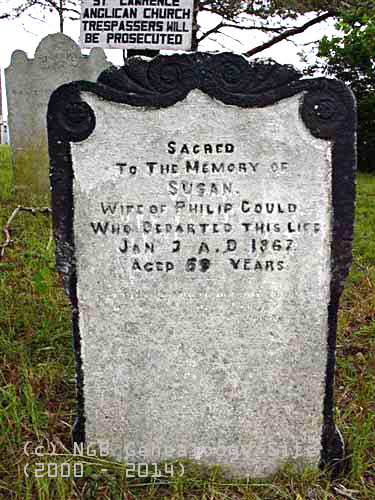 ST LAWRENCE
ANGLICAN CHURCH
TRESPASSERS WILL
BE PROSECUTED
SACRED
TO THE MEMORY OF
SUSAN.
WIFE OF PHILIP GOULD
WHO DEPARTED THIS LIFE
JAN 2 A.D 1867
AGED 59 YEARS
(c) NGB Genealogy Site
(2000 - 2014)